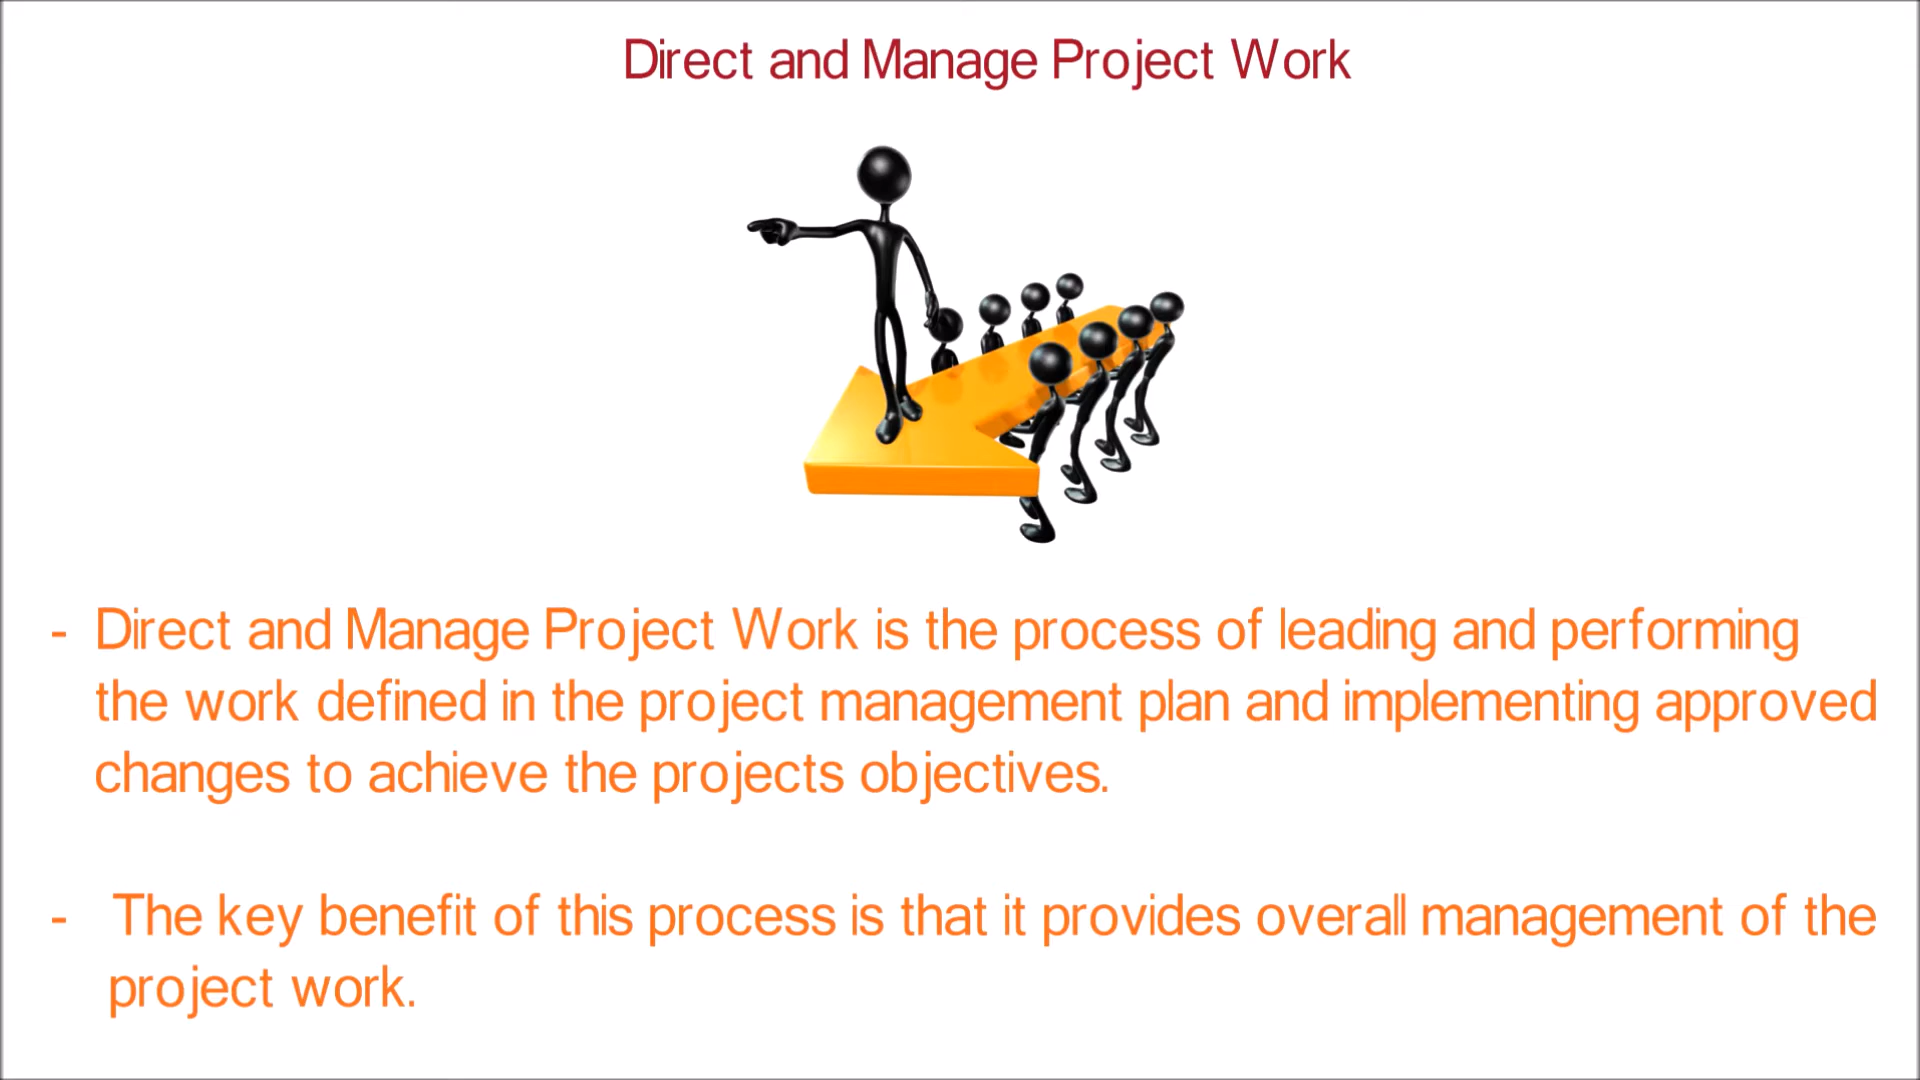 Direct and Manage Project Work
- Direct and Manage Project Work is the process of leading and performing
the work defined in the project management plan and implementing approved
changes to achieve the projects objectives.
- The key benefit of this process is that it provides overall management of the
project work.